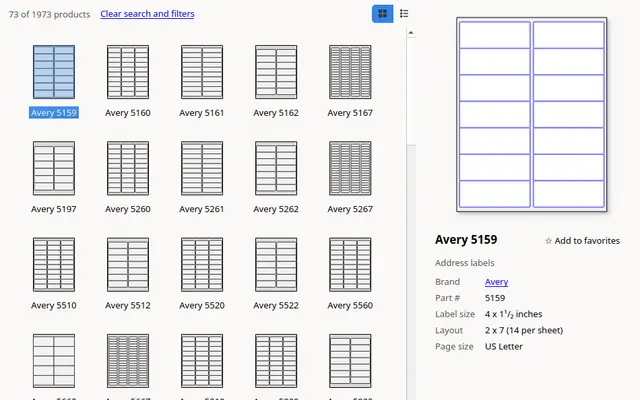 73 of 1973 products Clear search and filters
Avery 5159 Avery 5160 Avery 5161 Avery 5162 Avery 5167
Avery 5197 Avery 5260 Avery 5261 Avery 5262 Avery 5267
Avery 5510 Avery 5512 Avery 5520 Avery 5522 Avery 5560
Avery 5159 ☆ Add to favorites
Address labels
Brand Avery
Part # 5159
Label size 4 x 1¹/₂ inches
Layout 2 x 7 (14 per sheet)
Page size US Letter